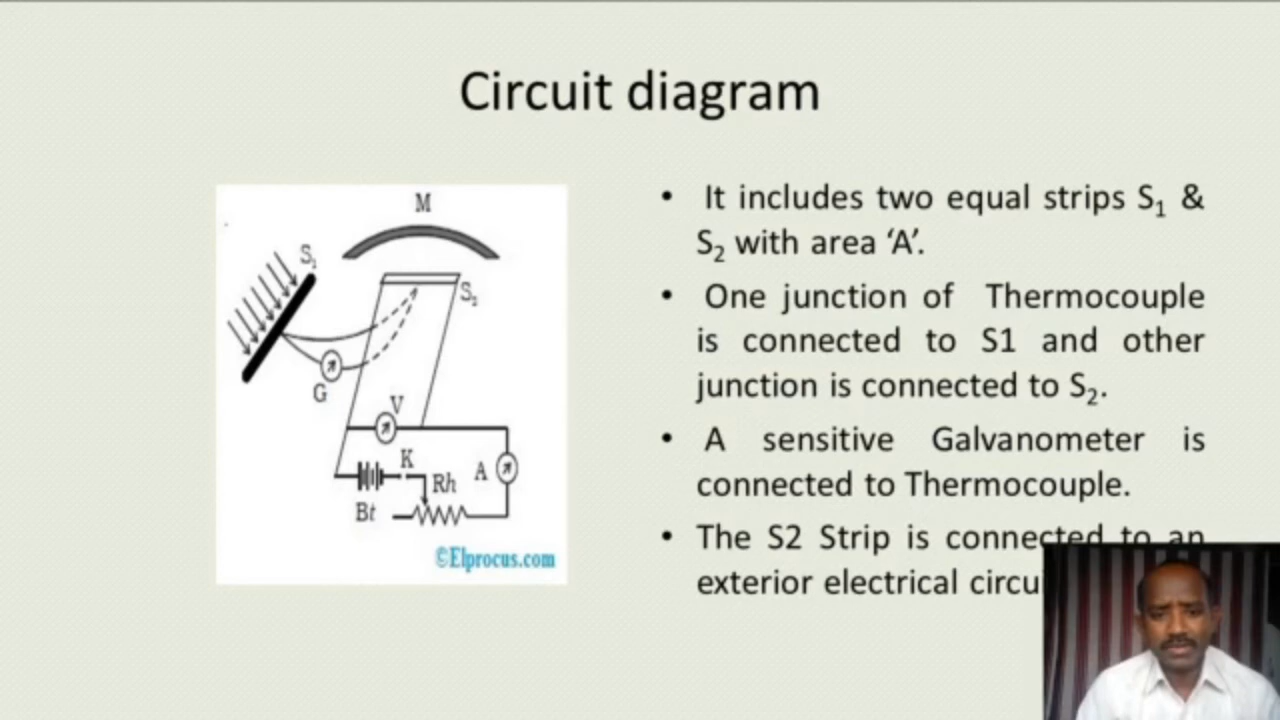 Circuit diagram
M
S₁
S₂
G
V
K
A
Rh
Bt
©Elprocus.com
• It includes two equal strips S₁ &
S₂ with area ‘A’.
• One junction of Thermocouple
is connected to S1 and other
junction is connected to S₂.
• A sensitive Galvanometer is
connected to Thermocouple.
• The S2 Strip is connected to an
exterior electrical